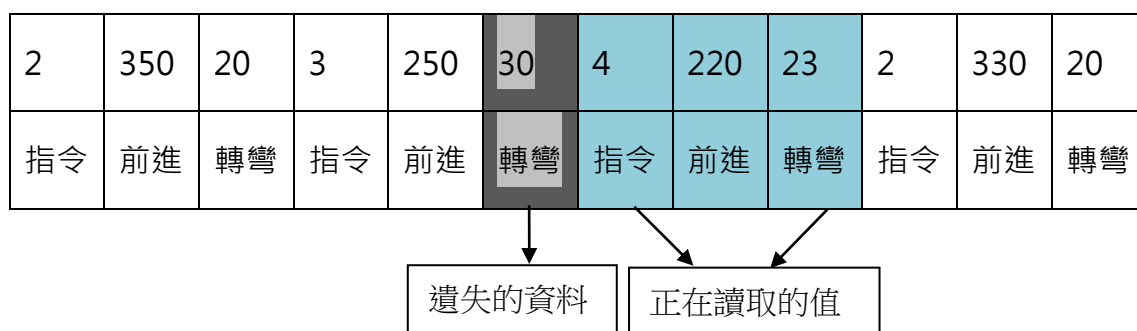 2 350 20 3 250 30 4 220 23 2 330 20
指令 前進 轉彎 指令 前進 轉彎 指令 前進 轉彎 指令 前進 轉彎
遺失的資料 正在讀取的值